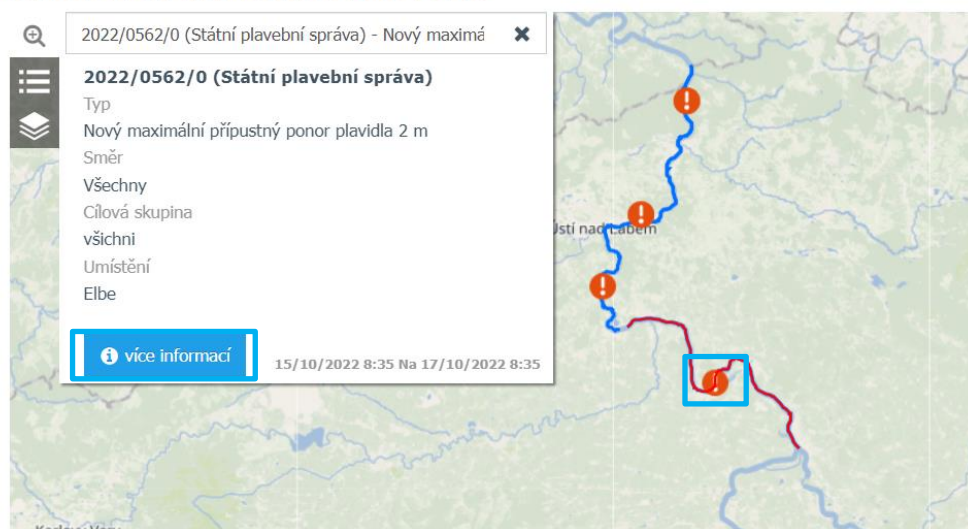 2022/0562/0 (Státní plavební správa) - Nový maximá
2022/0562/0 (Státní plavební správa)
Typ
Nový maximální přípustný ponor plavidla 2 m
Směr
Všechny
Cílová skupina
všichni
Umístění
Elbe
více informací
15/10/2022 8:35 Na 17/10/2022 8:35
Ústí nad Labem